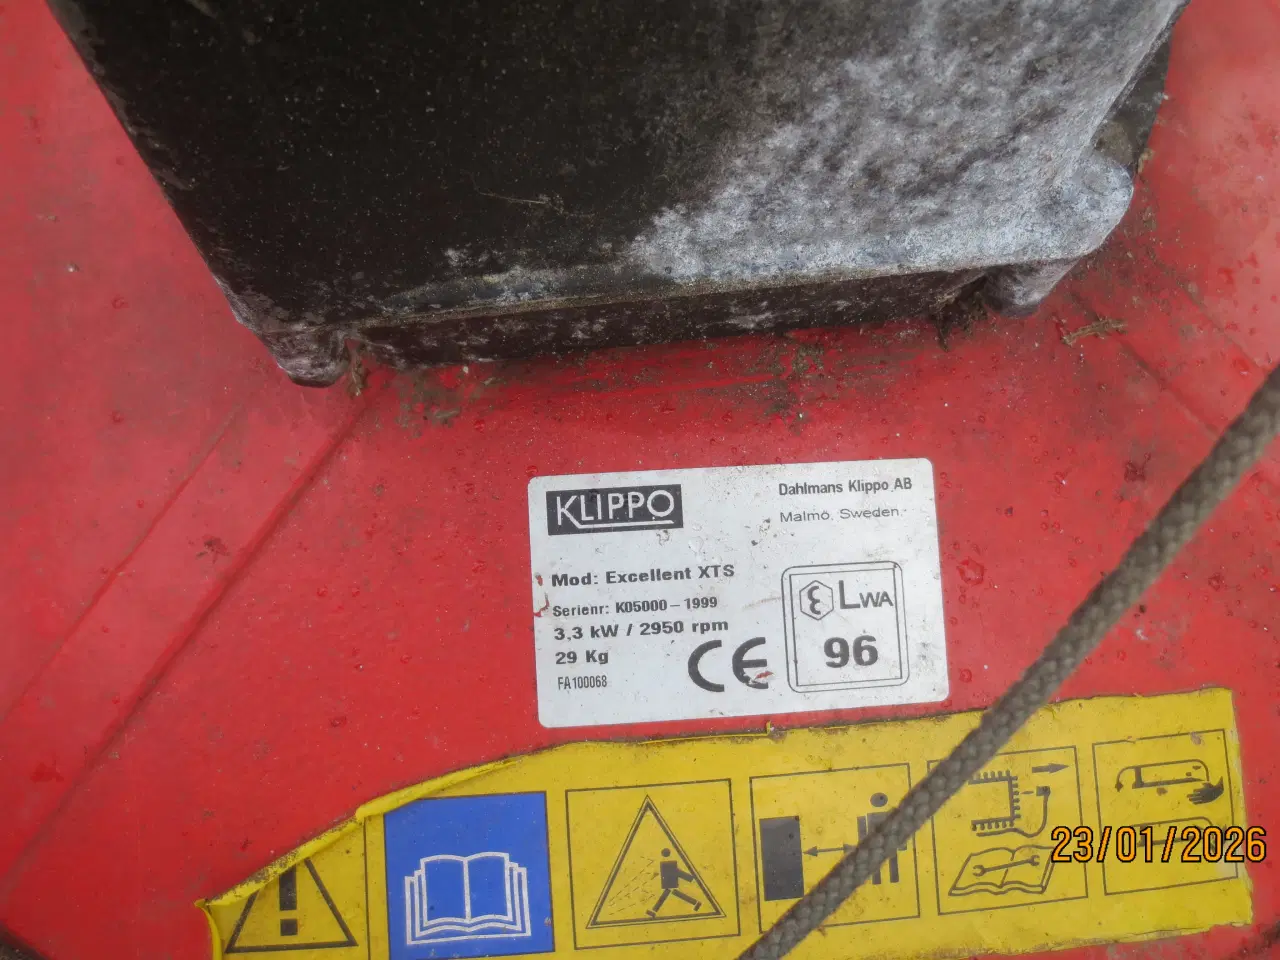 KLIPPO
Dahlmans Klippo AB
Malmö, Sweden.
Mod: Excellent XTS
Serienr: K05000-1999
3,3 kW / 2950 rpm
29 Kg
FA100068
CE
LWA
96
23/01/2026